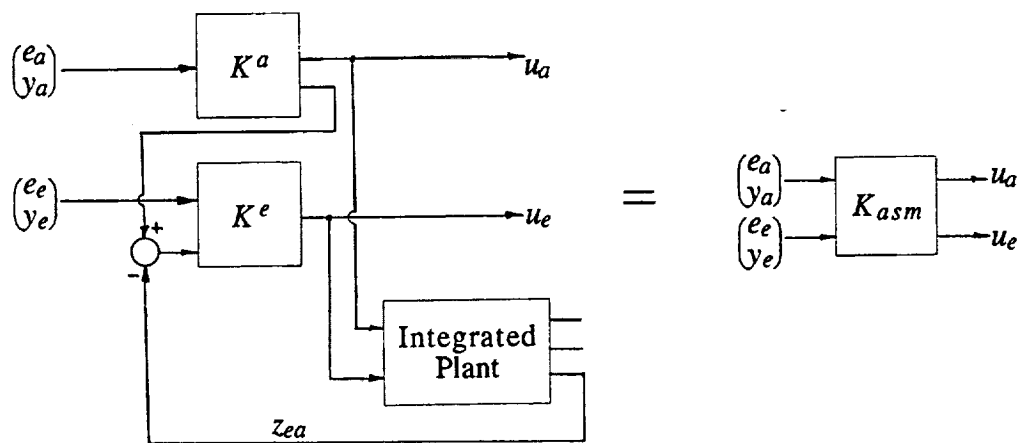 (e_a y_a)
K^a
u_a
(e_e y_e)
+
K^e
u_e
-
Integrated
Plant
z_ea
=
(e_a y_a)
u_a
K_asm
(e_e y_e)
u_e